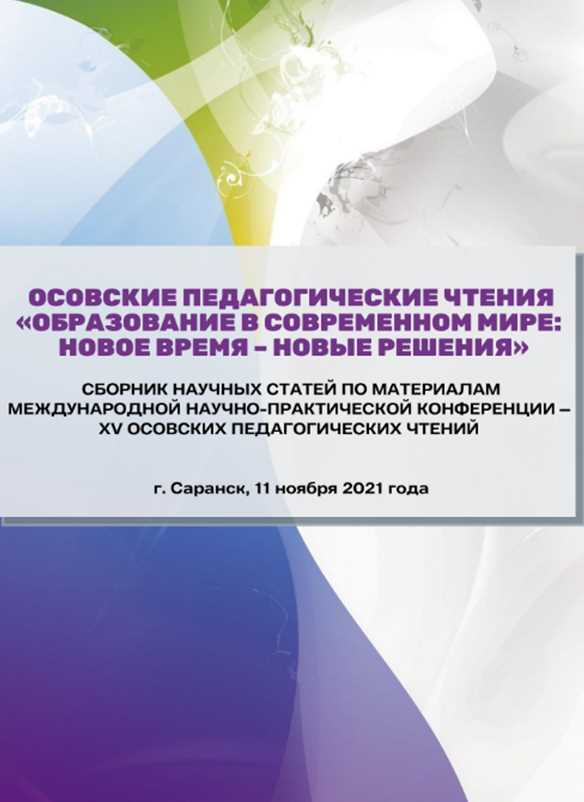 ОСОВСКИЕ ПЕДАГОГИЧЕСКИЕ ЧТЕНИЯ
«ОБРАЗОВАНИЕ В СОВРЕМЕННОМ МИРЕ:
НОВОЕ ВРЕМЯ – НОВЫЕ РЕШЕНИЯ»
СБОРНИК НАУЧНЫХ СТАТЕЙ ПО МАТЕРИАЛАМ
МЕЖДУНАРОДНОЙ НАУЧНО-ПРАКТИЧЕСКОЙ КОНФЕРЕНЦИИ –
XV ОСОВСКИХ ПЕДАГОГИЧЕСКИХ ЧТЕНИЙ
г. Саранск, 11 ноября 2021 года